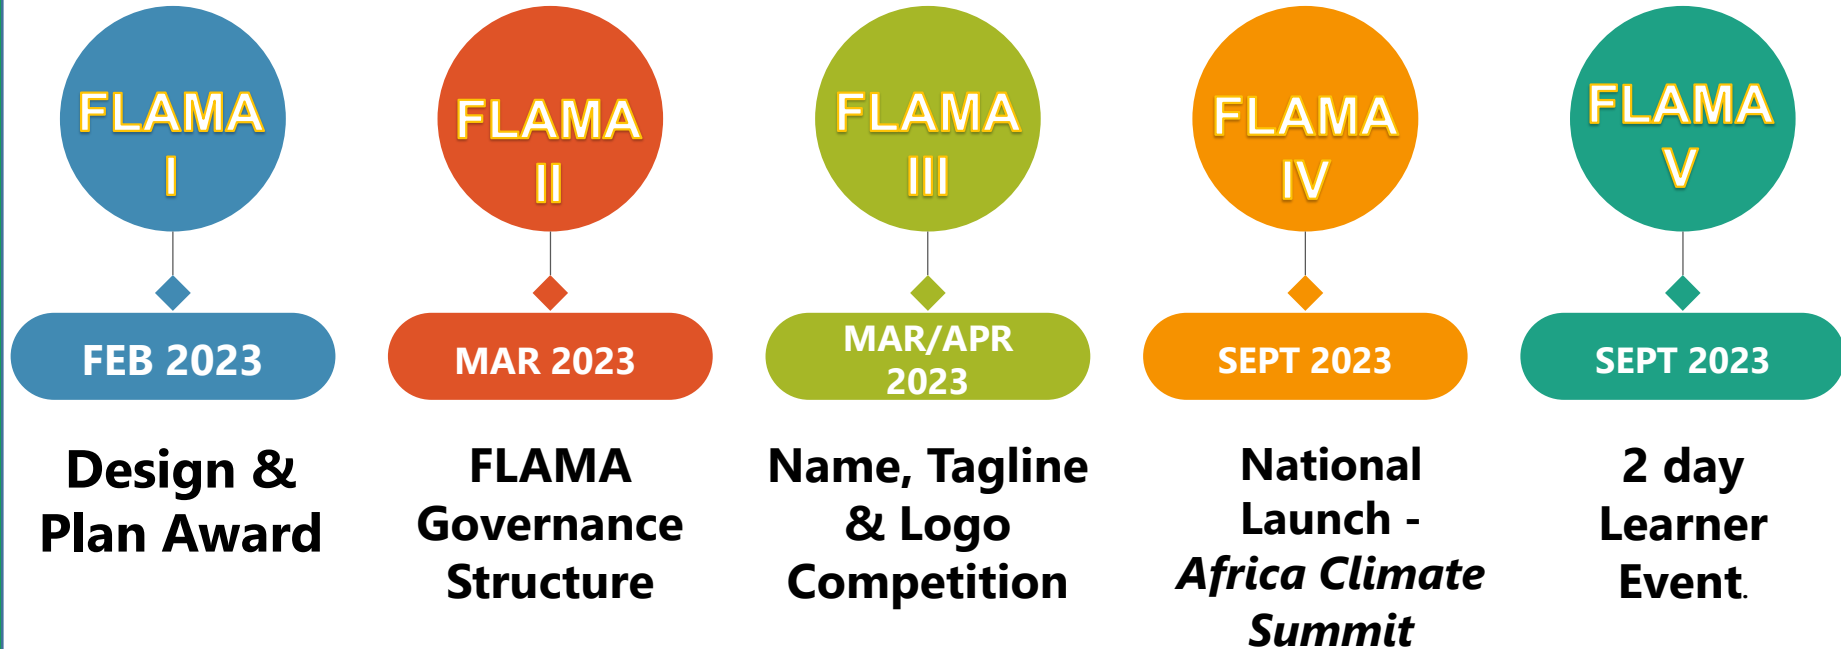 FLAMA
I
FEB 2023
Design &
Plan Award
FLAMA
II
MAR 2023
FLAMA
Governance
Structure
FLAMA
III
MAR/APR
2023
Name, Tagline
& Logo
Competition
FLAMA
IV
SEPT 2023
National
Launch -
Africa Climate
Summit
FLAMA
V
SEPT 2023
2 day
Learner
Event.